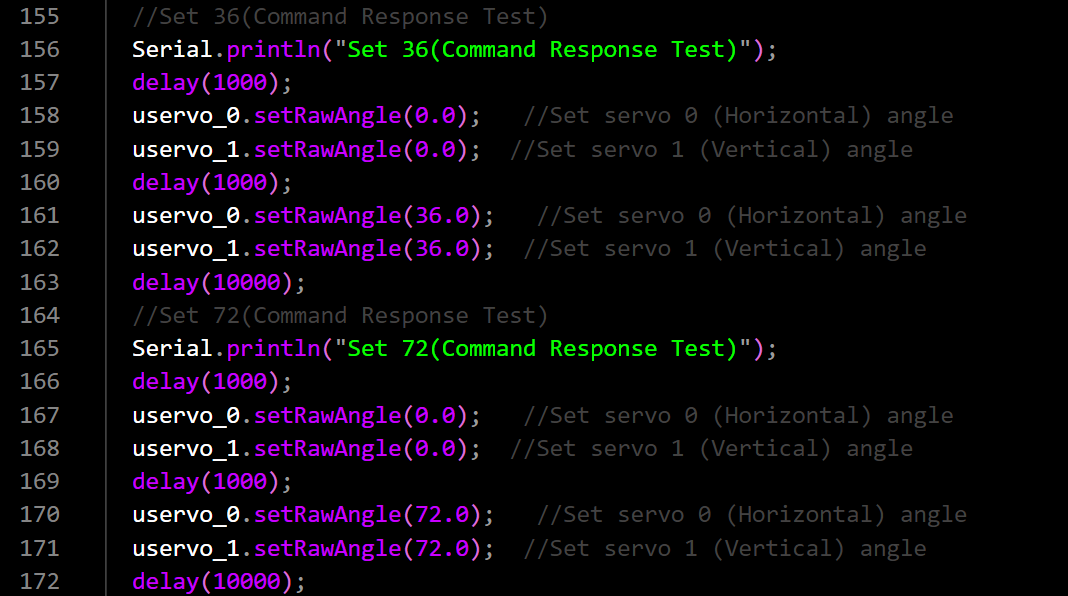 155 //Set 36(Command Response Test)
156 Serial.println("Set 36(Command Response Test)");
157 delay(1000);
158 uservo_0.setRawAngle(0.0);   //Set servo 0 (Horizontal) angle
159 uservo_1.setRawAngle(0.0);  //Set servo 1 (Vertical) angle
160 delay(1000);
161 uservo_0.setRawAngle(36.0);   //Set servo 0 (Horizontal) angle
162 uservo_1.setRawAngle(36.0);  //Set servo 1 (Vertical) angle
163 delay(10000);
164 //Set 72(Command Response Test)
165 Serial.println("Set 72(Command Response Test)");
166 delay(1000);
167 uservo_0.setRawAngle(0.0);   //Set servo 0 (Horizontal) angle
168 uservo_1.setRawAngle(0.0);  //Set servo 1 (Vertical) angle
169 delay(1000);
170 uservo_0.setRawAngle(72.0);   //Set servo 0 (Horizontal) angle
171 uservo_1.setRawAngle(72.0);  //Set servo 1 (Vertical) angle
172 delay(10000);